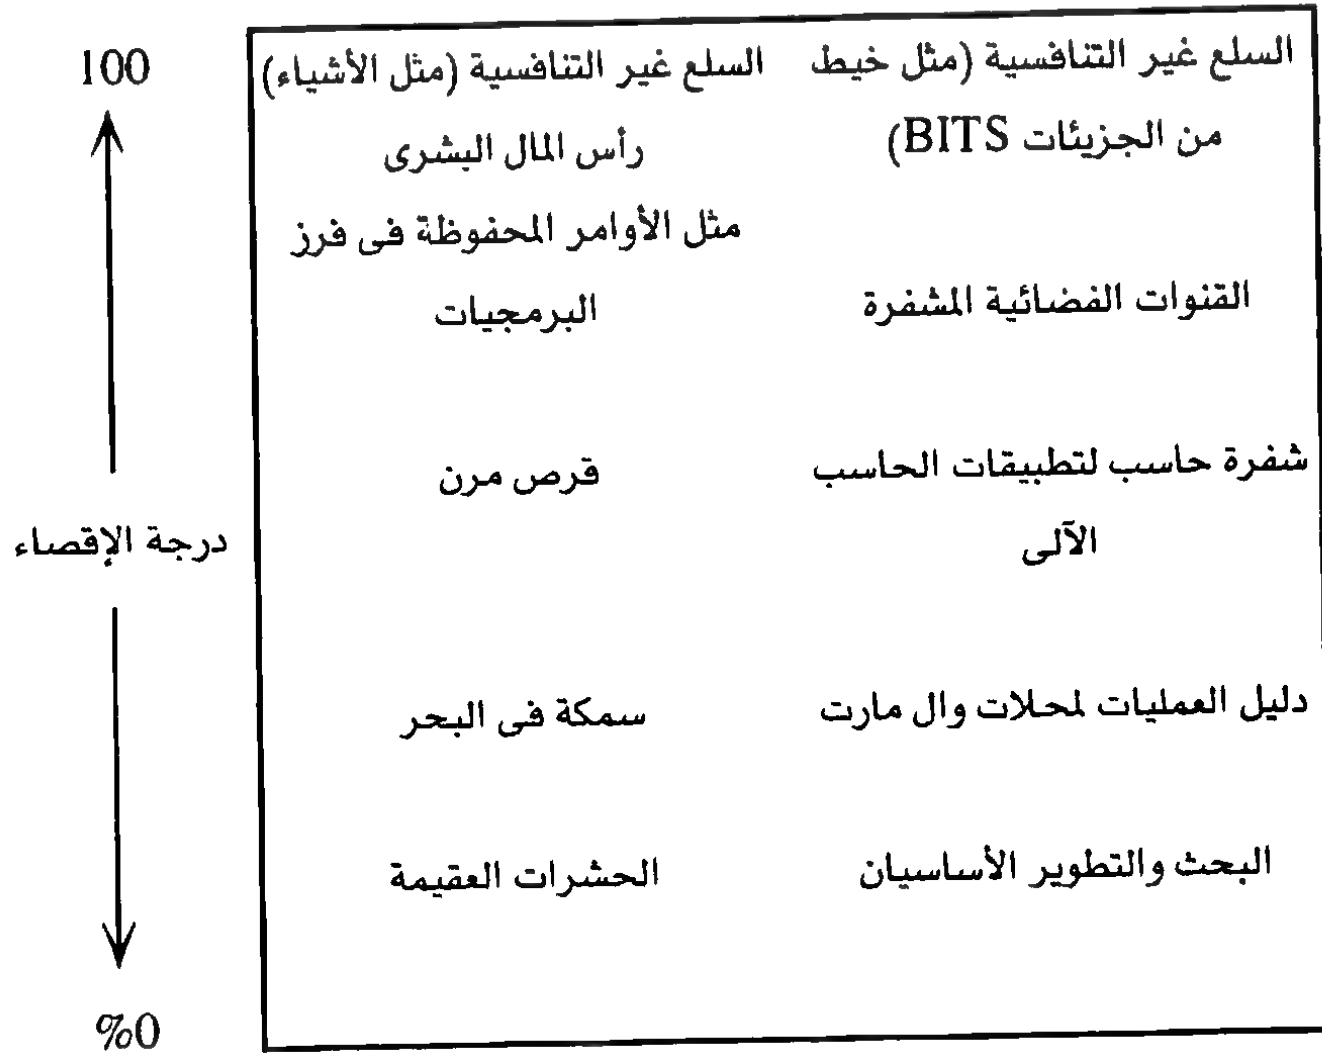 السلع غير التنافسية (مثل خيط
من الجزيئات BITS)
القنوات الفضائية المشفرة
شفرة حاسب لتطبيقات الحاسب
الآلى
دليل العمليات لمحلات وال مارت
البحث والتطوير الأساسيان
السلع غير التنافسية (مثل الأشياء)
رأس المال البشرى
مثل الأوامر المحفوظة فى فرز
البرمجيات
قرص مرن
سمكة فى البحر
الحشرات العقيمة
100
درجة الإقصاء
%0